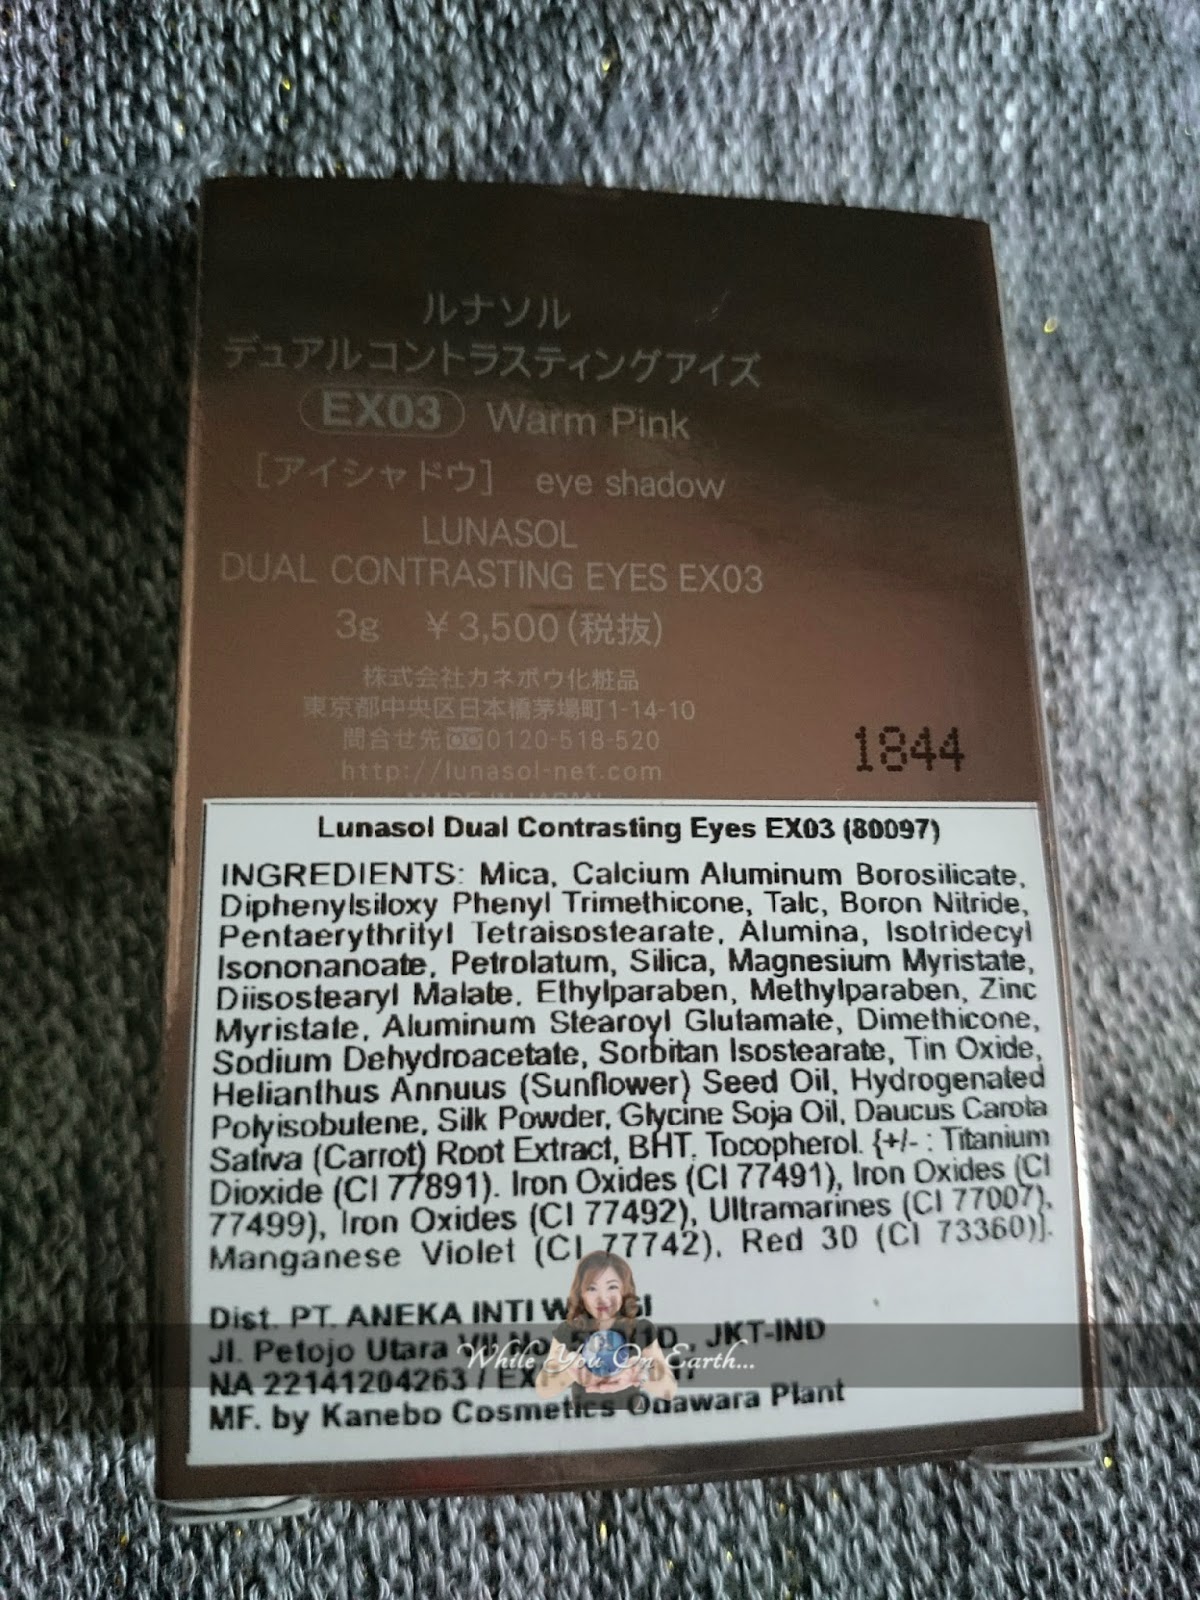 ルナソル
デュアルコントラスティングアイズ
EX03 Warm Pink
[アイシャドウ] eye shadow
LUNASOL
DUAL CONTRASTING EYES EX03
3g ￥3,500(税抜)
株式会社カネボウ化粧品
東京都中央区日本橋茅場町1-14-10
問合せ先 0120-518-520
http://lunasol-net.com
MADE IN JAPAN
1844
Lunasol Dual Contrasting Eyes EX03 (80097)
INGREDIENTS: Mica, Calcium Aluminum Borosilicate,
Diphenylsiloxy Phenyl Trimethicone, Talc, Boron Nitride,
Pentaerythrityl Tetraisostearate, Alumina, Isotridecyl
Isononanoate, Petrolatum, Silica, Magnesium Myristate,
Diisostearyl Malate, Ethylparaben, Methylparaben, Zinc
Myristate, Aluminum Stearoyl Glutamate, Dimethicone,
Sodium Dehydroacetate, Sorbitan Isostearate, Tin Oxide,
Helianthus Annuus (Sunflower) Seed Oil, Hydrogenated
Polyisobutene, Silk Powder, Glycine Soja Oil, Daucus Carota
Sativa (Carrot) Root Extract, BHT, Tocopherol. {+/- : Titanium
Dioxide (CI 77891). Iron Oxides (CI 77491), Iron Oxides (CI
77499), Iron Oxides (CI 77492), Ultramarines (CI 77007),
Manganese Violet (CI 77742), Red 30 (CI 73360)].
Dist. PT. ANEKA INTI
Jl. Petojo Utara VII No. JKT-IND
While You On Earth...
NA 22141204263 / EXP.
MF. by Kanebo Cosmetics Odawara Plant